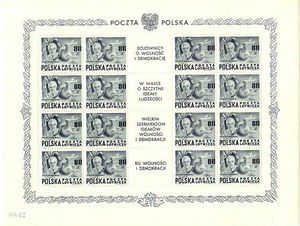 POCZTA POLSKA
80 80 80 80
POLSKA POLSKA POLSKA POLSKA
BOJOWNICY
O WOLNOŚĆ
I DEMOKRACJĘ
80 80 80 80
POLSKA POLSKA POLSKA POLSKA
W WALCE
O SZCZYTNE
IDEAŁY
LUDZKOŚCI
80 80 80 80
POLSKA POLSKA POLSKA POLSKA
WIELKIM
SZERMIERZOM
IDEAŁÓW
WOLNOŚCI
I DEMOKRACJI
80 80 80 80
POLSKA POLSKA POLSKA POLSKA
KU WOLNOŚCI
I DEMOKRACJI